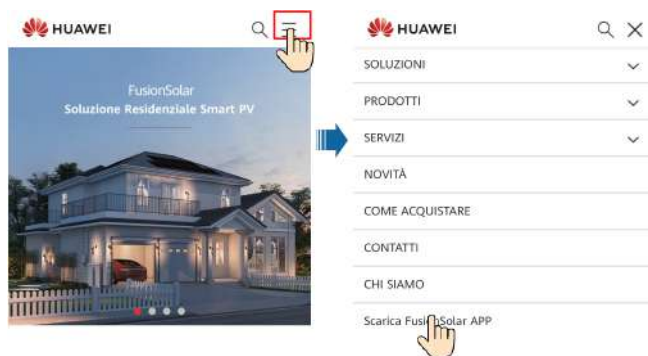 HUAWEI
FusionSolar
Soluzione Residenziale Smart PV
HUAWEI
SOLUZIONI
PRODOTTI
SERVIZI
NOVITÀ
COME ACQUISTARE
CONTATTI
CHI SIAMO
Scarica FusionSolar APP